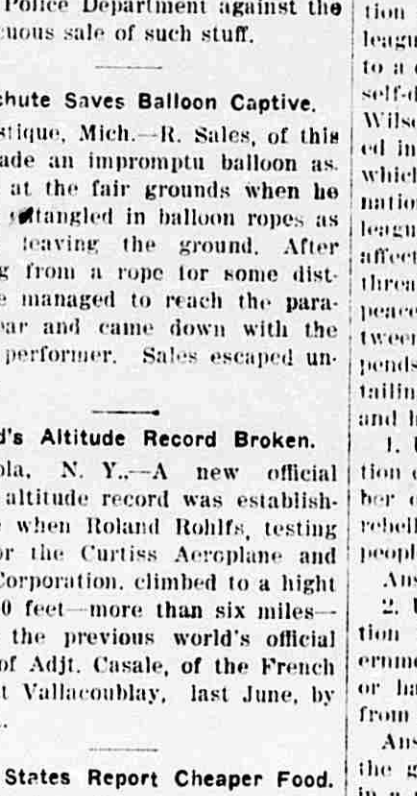 Police Department against the
cuous sale of such stuff.
chute Saves Balloon Captive.
stique, Mich.—R. Sales, of this
ade an impromptu balloon as.
at the fair grounds when he
tangled in balloon ropes as
leaving the ground. After
g from a rope for some dist-
e managed to reach the para-
ear and came down with the
performer. Sales escaped un-
d's Altitude Record Broken.
ola, N. Y.,—A new official
altitude record was establish-
e when Roland Rohlfs, testing
or the Curtiss Aeroplane and
Corporation. climbed to a hight
0 feet—more than six miles—
the previous world's official
of Adjt. Casale, of the French
t Vallacoublay, last June, by
States Report Cheaper Food.
tion
leagu
to a
self-d
Wilso
ed in
which
natio
leagu
affect
threa
peace
tween
pends
tailin
and h
1. U
tion
ber
rebell
peopl
Ans
2. U
tion
ernme
or ha
from
Ans
the g